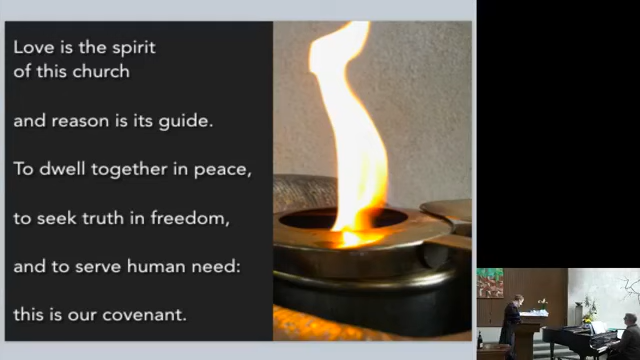 Love is the spirit
of this church
and reason is its guide.
To dwell together in peace,
to seek truth in freedom,
and to serve human need:
this is our covenant.